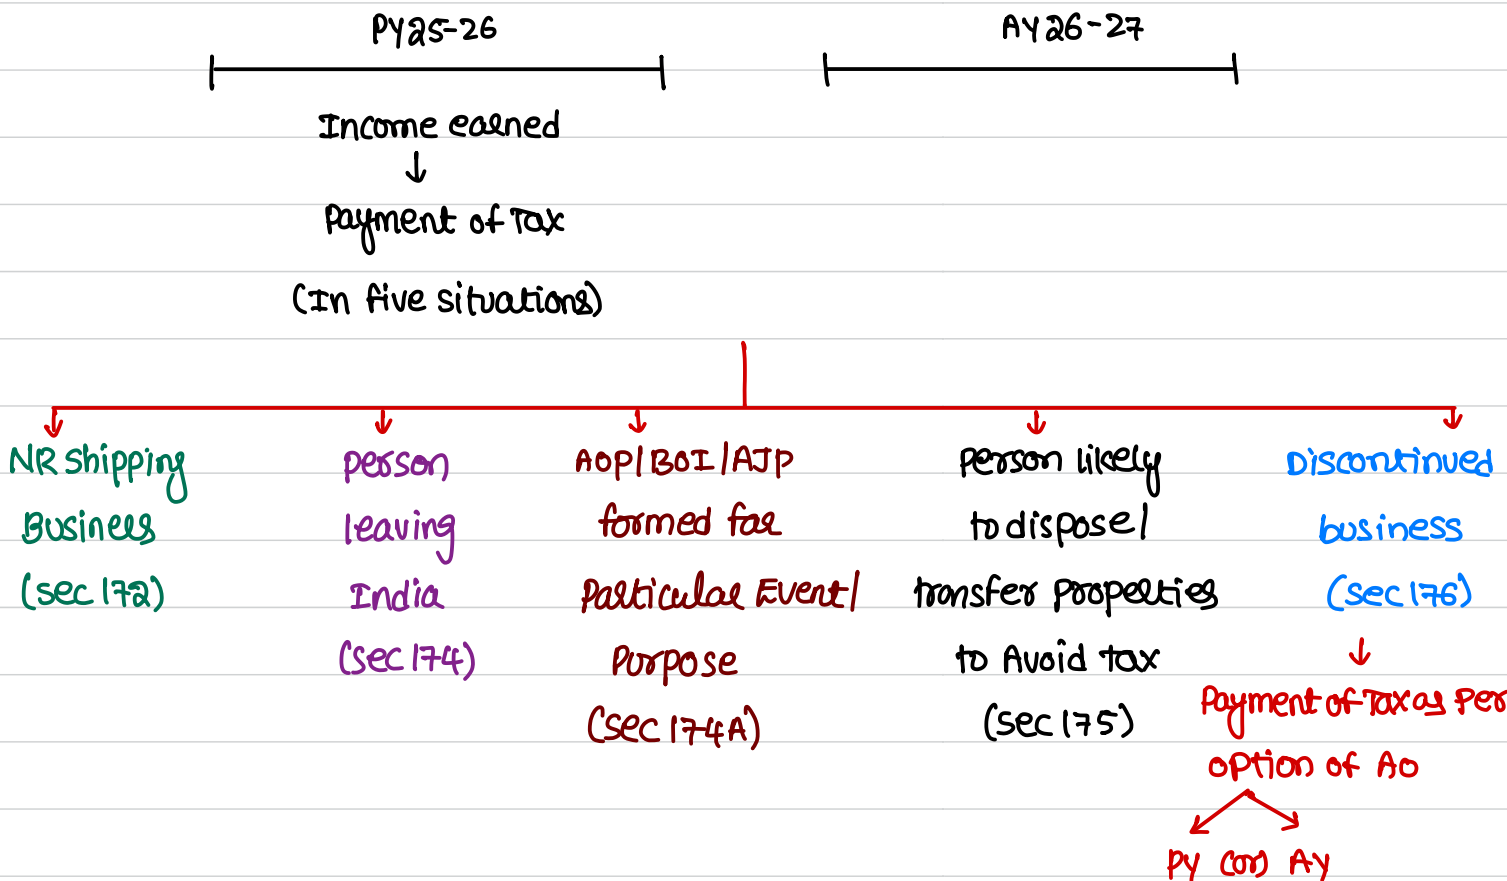 PY25-26
AY26-27
Income earned
Payment of Tax
(In five situations)
NR Shipping
Business
(sec 172)
Person
leaving
India
(sec 174)
AOP/BOI/AJP
formed for
Particular Event/
Purpose
(sec 174A)
Person likely
to dispose/
transfer Properties
to Avoid tax
(sec 175)
Discontinued
business
(sec 176)
Payment of Tax as Per
option of AO
PY (or) AY